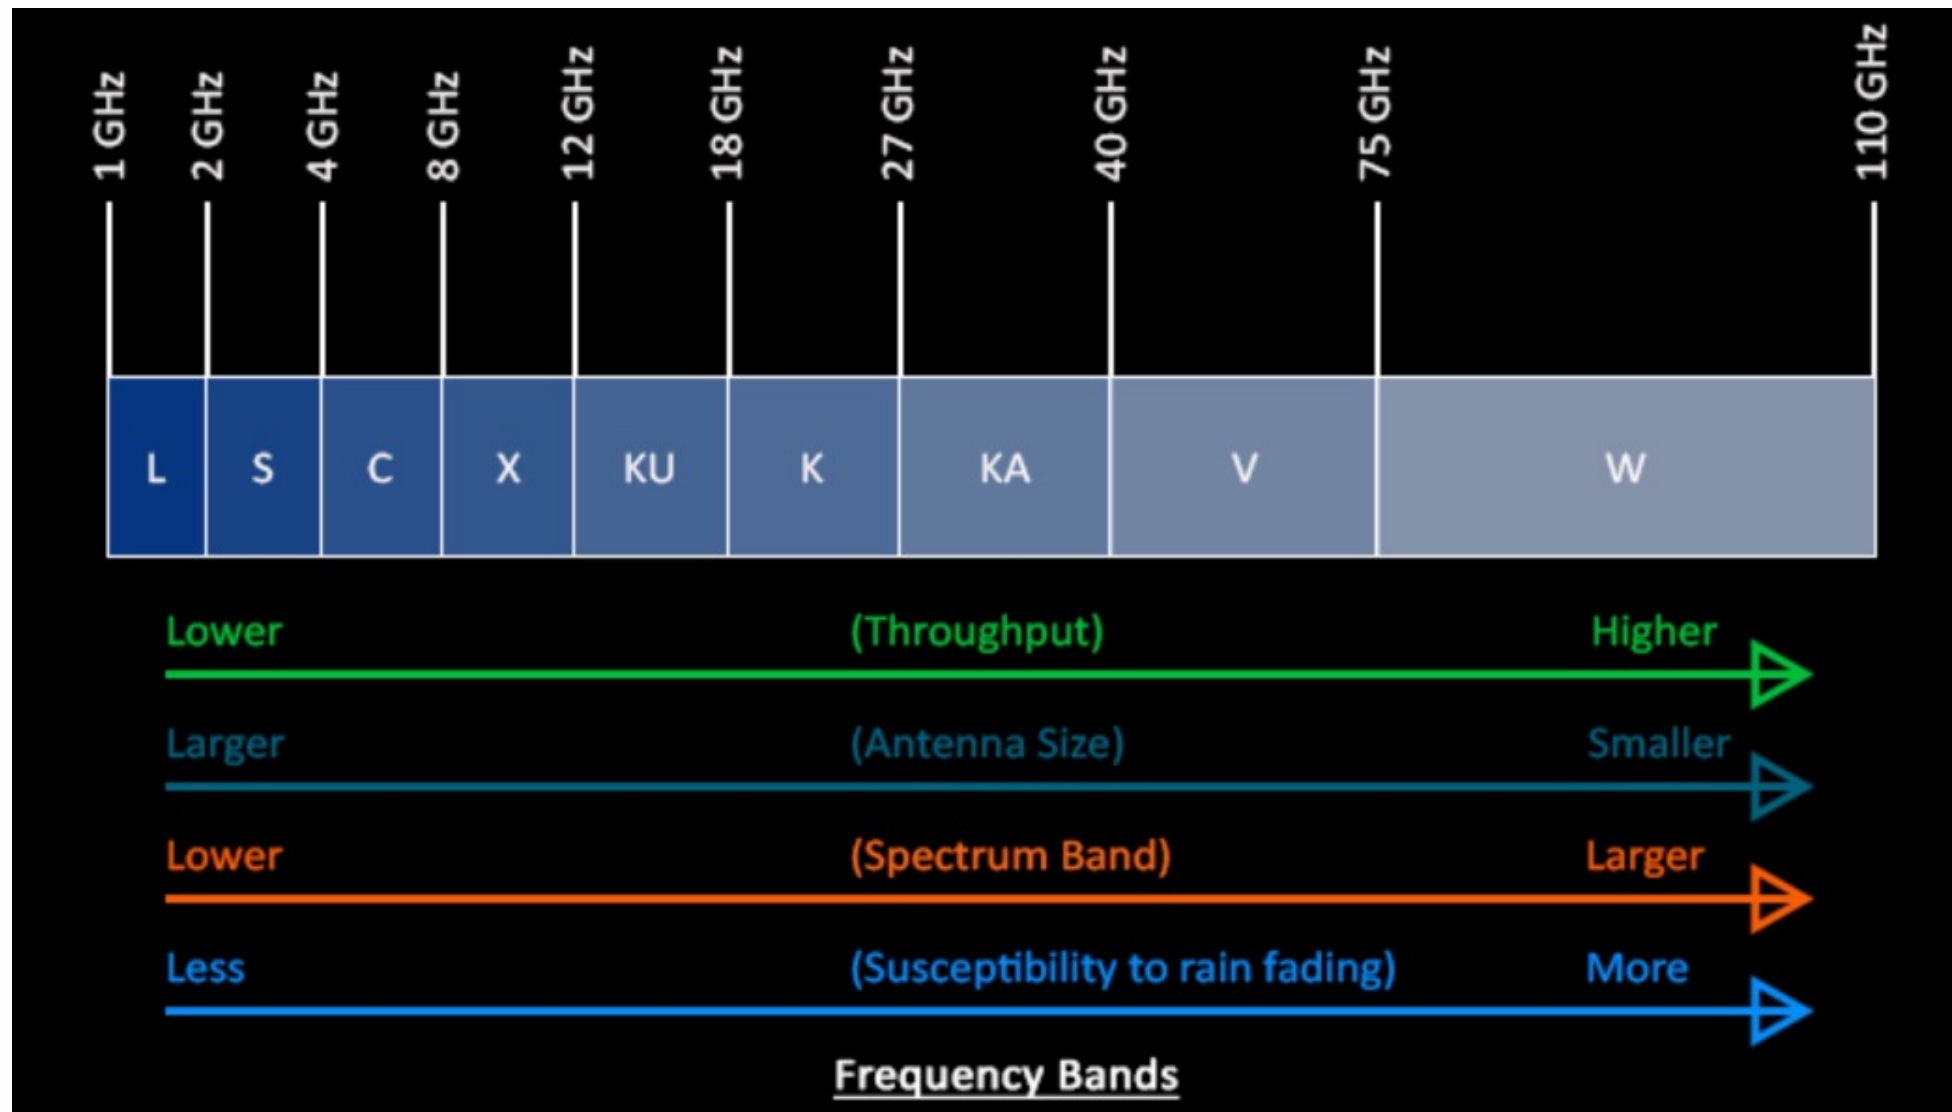 1 GHz 2 GHz 4 GHz 8 GHz 12 GHz 18 GHz 27 GHz 40 GHz 75 GHz 110 GHz
L S C X KU K KA V W
Lower (Throughput) Higher
Larger (Antenna Size) Smaller
Lower (Spectrum Band) Larger
Less (Susceptibility to rain fading) More
Frequency Bands